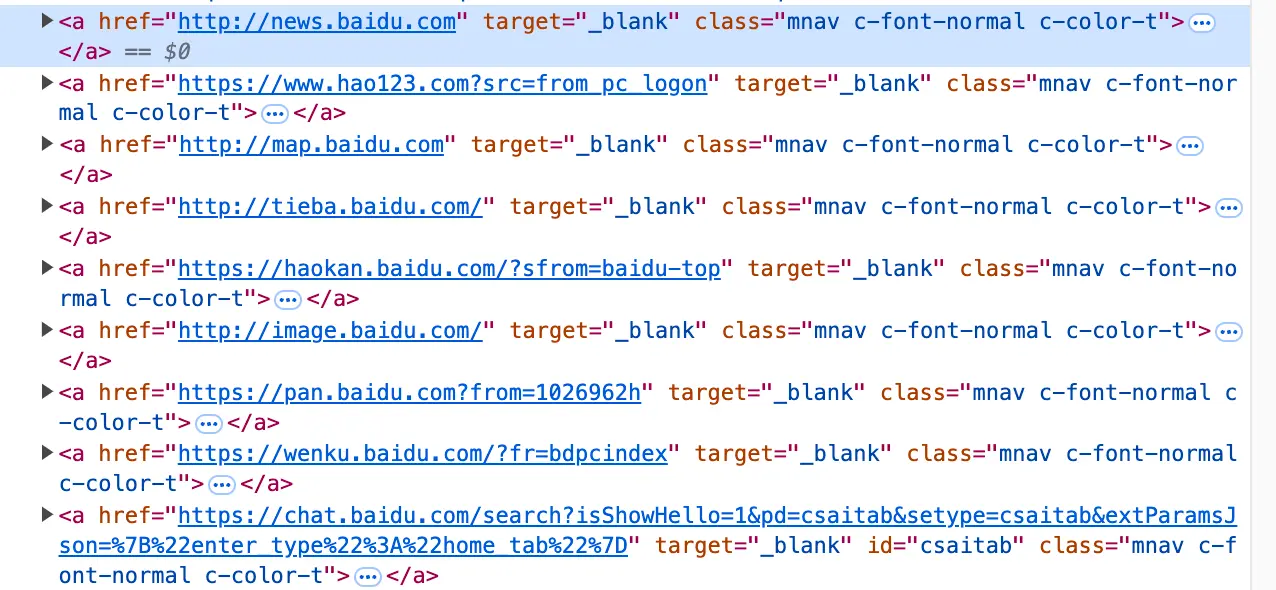 <a href="http://news.baidu.com" target="_blank" class="mnav c-font-normal c-color-t">…
</a> == $0
<a href="https://www.hao123.com?src=from_pc_logon" target="_blank" class="mnav c-font-nor
mal c-color-t">…</a>
<a href="http://map.baidu.com" target="_blank" class="mnav c-font-normal c-color-t">…
</a>
<a href="http://tieba.baidu.com/" target="_blank" class="mnav c-font-normal c-color-t">…
</a>
<a href="https://haokan.baidu.com/?sfrom=baidu-top" target="_blank" class="mnav c-font-no
rmal c-color-t">…</a>
<a href="http://image.baidu.com/" target="_blank" class="mnav c-font-normal c-color-t">…
</a>
<a href="https://pan.baidu.com?from=1026962h" target="_blank" class="mnav c-font-normal c
-color-t">…</a>
<a href="https://wenku.baidu.com/?fr=bdpcindex" target="_blank" class="mnav c-font-normal
c-color-t">…</a>
<a href="https://chat.baidu.com/search?isShowHello=1&pd=csaitab&setype=csaitab&extParamsJ
son=%7B%22enter_type%22%3A%22home_tab%22%7D" target="_blank" id="csaitab" class="mnav c-f
ont-normal c-color-t">…</a>